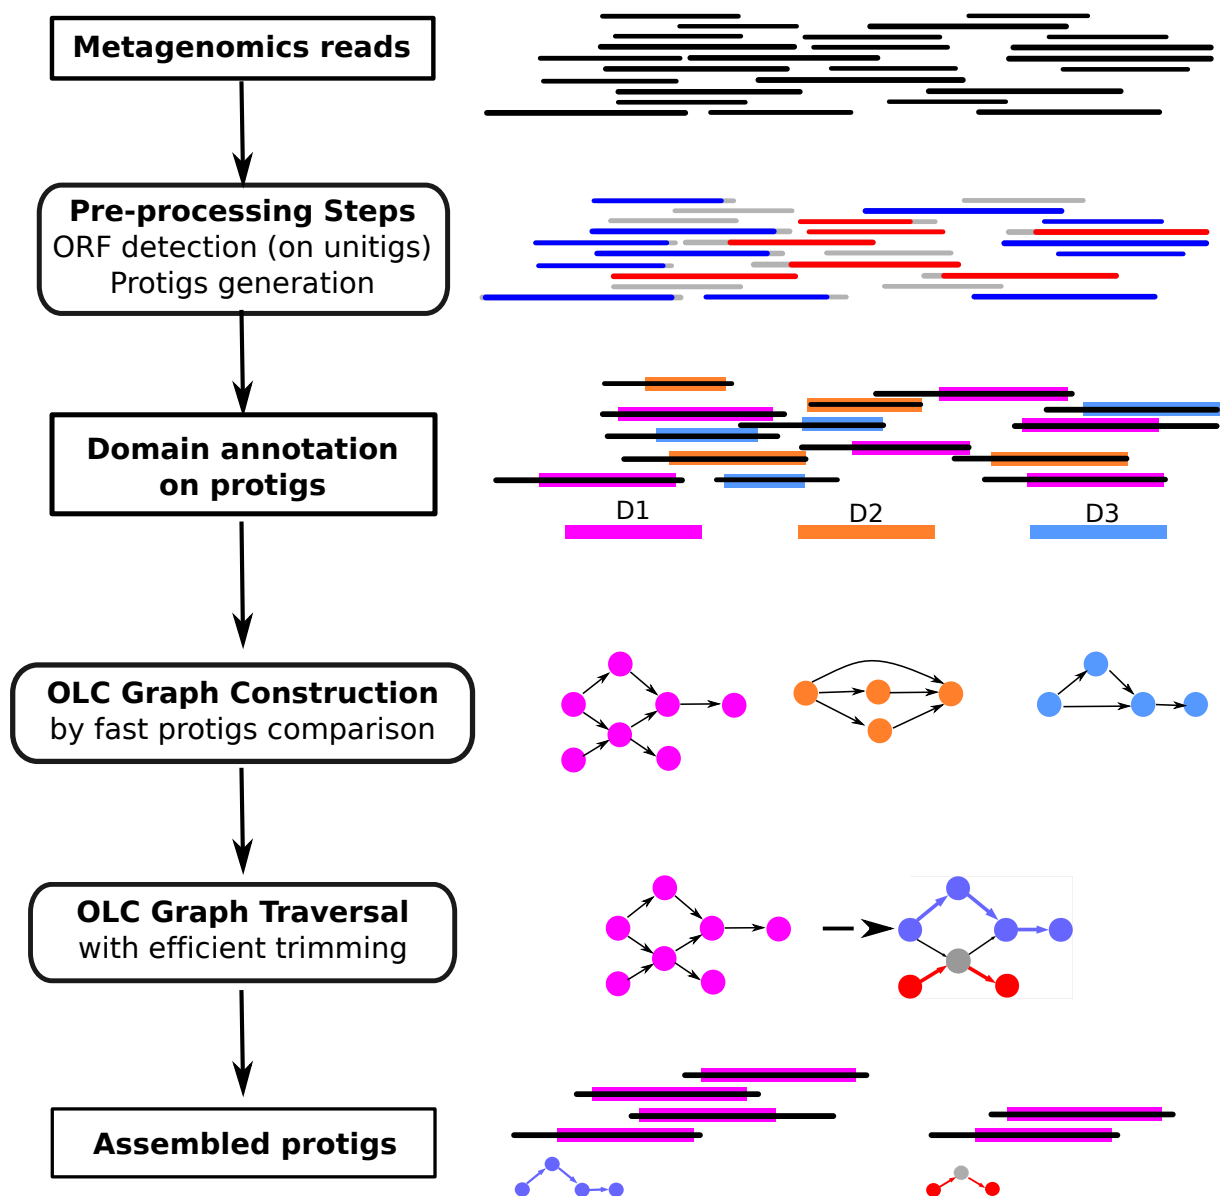 Metagenomics reads
Pre-processing Steps
ORF detection (on unitigs)
Protigs generation
Domain annotation
on protigs
D1
D2
D3
OLC Graph Construction
by fast protigs comparison
OLC Graph Traversal
with efficient trimming
Assembled protigs